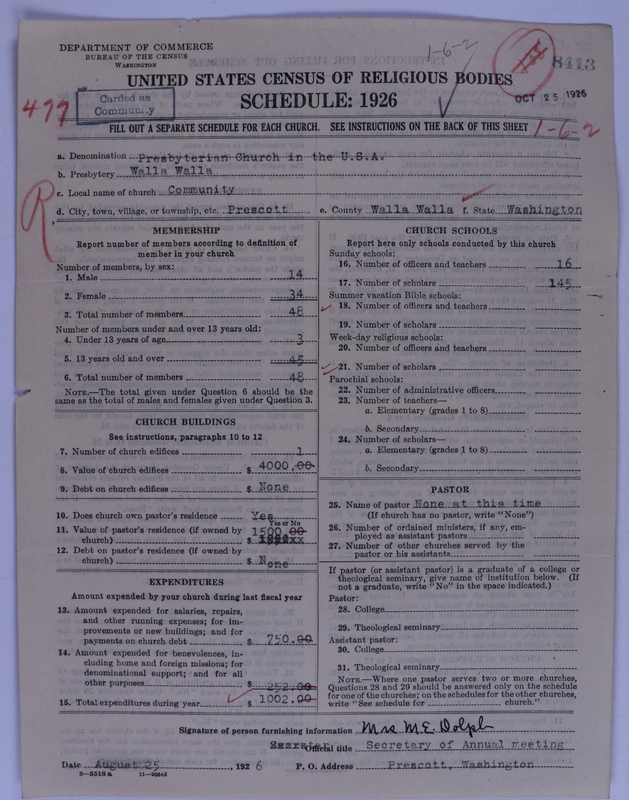 DEPARTMENT OF COMMERCE
BUREAU OF THE CENSUS
WASHINGTON
1-6-2
8413
UNITED STATES CENSUS OF RELIGIOUS BODIES
SCHEDULE: 1926
OCT 25 1926
477
Carded as
Community
FILL OUT A SEPARATE SCHEDULE FOR EACH CHURCH. SEE INSTRUCTIONS ON THE BACK OF THIS SHEET
1-6-2
R
a. Denomination Presbyterian Church in the U.S.A.
b. Presbytery Walla Walla
c. Local name of church Community
d. City, town, village, or township, etc. Prescott e. County Walla Walla f. State Washington
MEMBERSHIP
Report number of members according to definition of
member in your church
Number of members, by sex:
1. Male 14
2. Female 34
3. Total number of members 48
Number of members under and over 13 years old:
4. Under 13 years of age 3
5. 13 years old and over 45
6. Total number of members 48
NOTE.—The total given under Question 6 should be the
same as the total of males and females given under Question 3.
CHURCH BUILDINGS
See instructions, paragraphs 10 to 12
7. Number of church edifices 1
8. Value of church edifices $ 4000.00
9. Debt on church edifices $ None
10. Does church own pastor's residence Yes
Yes or No
11. Value of pastor's residence (if owned by
church) $ 1500 00
12. Debt on pastor's residence (if owned by
church) $ None
EXPENDITURES
Amount expended by your church during last fiscal year
13. Amount expended for salaries, repairs,
and other running expenses; for im-
provements or new buildings; and for
payments on church debt $ 750.00
14. Amount expended for benevolences, in-
cluding home and foreign missions; for
denominational support; and for all
other purposes $ 252.00
15. Total expenditures during year $ 1002.00
CHURCH SCHOOLS
Report here only schools conducted by this church
Sunday schools:
16. Number of officers and teachers 16
17. Number of scholars 145
Summer vacation Bible schools:
18. Number of officers and teachers
19. Number of scholars
Week-day religious schools:
20. Number of officers and teachers
21. Number of scholars
Parochial schools:
22. Number of administrative officers
23. Number of teachers—
a. Elementary (grades 1 to 8)
b. Secondary
24. Number of scholars—
a. Elementary (grades 1 to 8)
b. Secondary
PASTOR
25. Name of pastor None at this time
(If church has no pastor, write "None")
26. Number of ordained ministers, if any, em-
ployed as assistant pastors
27. Number of other churches served by the
pastor or his assistants
If pastor (or assistant pastor) is a graduate of a college or
theological seminary, give name of institution below. (If
not a graduate, write "No" in the space indicated.)
Pastor:
28. College
29. Theological seminary
Assistant pastor:
30. College
31. Theological seminary
NOTE.—Where one pastor serves two or more churches,
Questions 28 and 29 should be answered only on the schedule
for one of the churches; on the schedules for the other churches,
write "See schedule for church."
Signature of person furnishing information Mrs M.E. Dolph
Official title Secretary of Annual meeting
Date August 25, 1926 P. O. Address Prescott, Washington